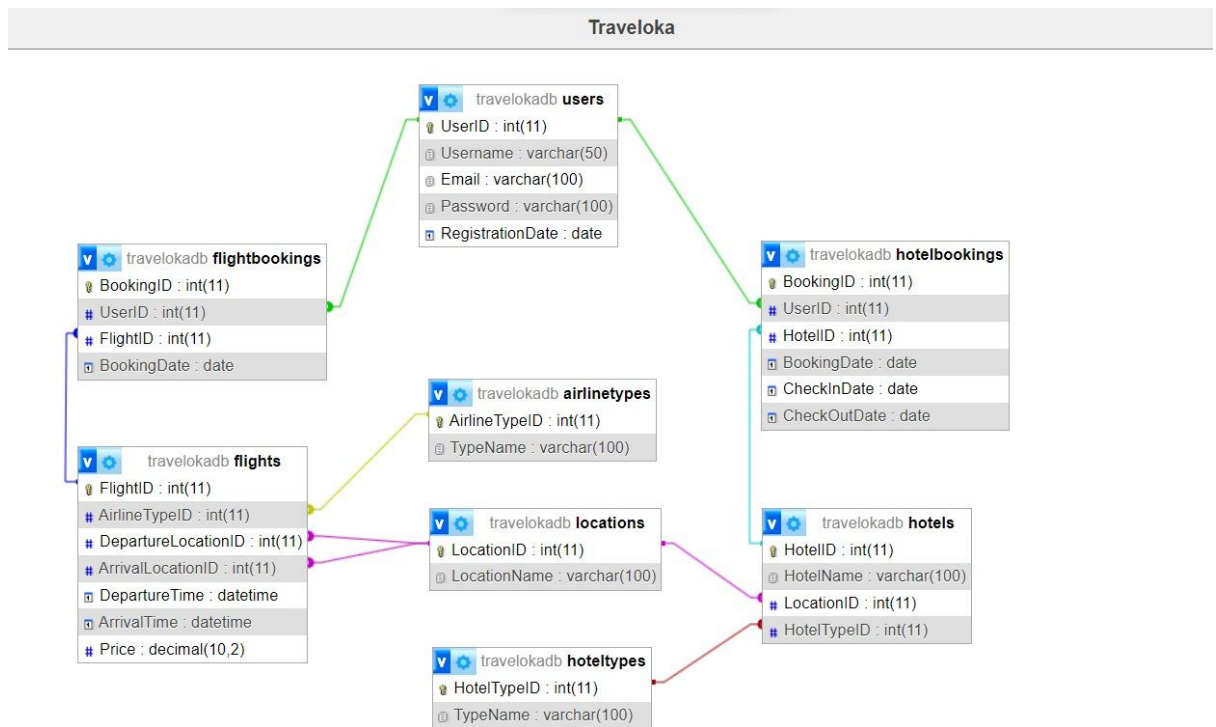 Traveloka
travelokadb users
UserID : int(11)
Username : varchar(50)
Email : varchar(100)
Password : varchar(100)
RegistrationDate : date
travelokadb flightbookings
BookingID : int(11)
UserID : int(11)
FlightID : int(11)
BookingDate : date
travelokadb hotelbookings
BookingID : int(11)
UserID : int(11)
HotelID : int(11)
BookingDate : date
CheckInDate : date
CheckOutDate : date
travelokadb airlinetypes
AirlineTypeID : int(11)
TypeName : varchar(100)
travelokadb flights
FlightID : int(11)
AirlineTypeID : int(11)
DepartureLocationID : int(11)
ArrivalLocationID : int(11)
DepartureTime : datetime
ArrivalTime : datetime
Price : decimal(10,2)
travelokadb locations
LocationID : int(11)
LocationName : varchar(100)
travelokadb hotels
HotelID : int(11)
HotelName : varchar(100)
LocationID : int(11)
HotelTypeID : int(11)
travelokadb hoteltypes
HotelTypeID : int(11)
TypeName : varchar(100)